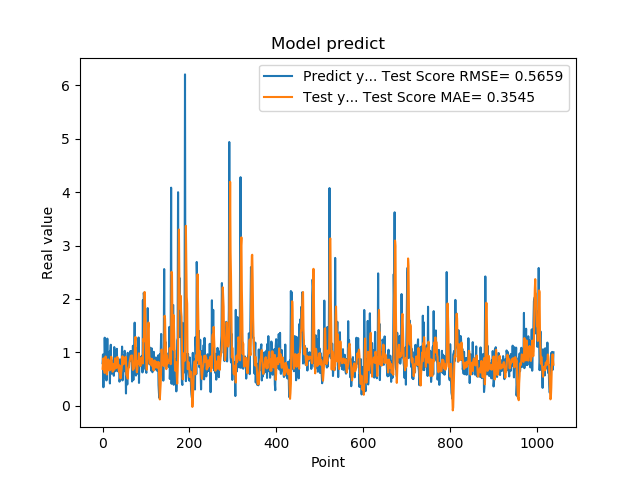 Model predict
Predict y... Test Score RMSE= 0.5659
Test y... Test Score MAE= 0.3545
6
5
4
3
2
1
0
Real value
0 200 400 600 800 1000
Point